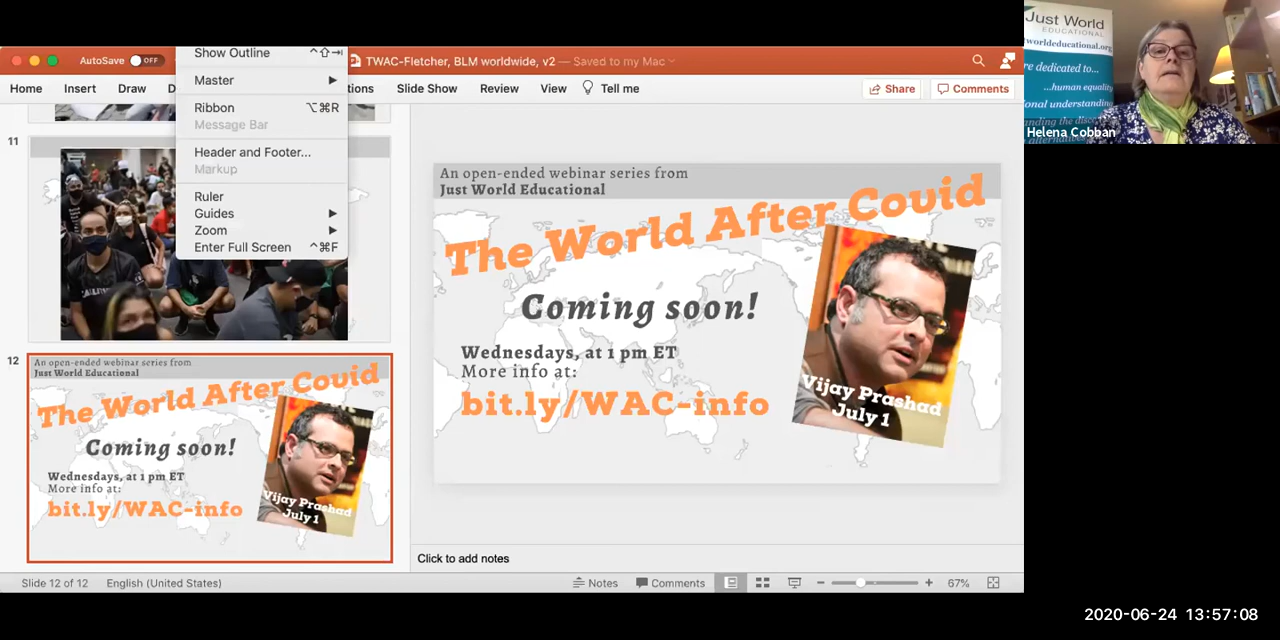 AutoSave OFF
TWAC-Fletcher, BLM worldwide, v2 — Saved to my Mac
Home Insert Draw D
tions Slide Show Review View Tell me
Share Comments
Show Outline ^⇧⇥
Master ▶
Ribbon ⌥⌘R
Message Bar
Header and Footer...
Markup
Ruler
Guides ▶
Zoom ▶
Enter Full Screen ^⌘F
11
12
An open-ended webinar series from
Just World Educational
The World After Covid
Coming soon!
Wednesdays, at 1 pm ET
More info at:
bit.ly/WAC-info
Vijay Prashad
July 1
An open-ended webinar series from
Just World Educational
The World After Covid
Coming soon!
Wednesdays, at 1 pm ET
More info at:
bit.ly/WAC-info
Vijay Prashad
July 1
Click to add notes
Slide 12 of 12 English (United States)
Notes Comments
67%
Just World
EDUCATIONAL
tworldeducational.org
re dedicated to...
...human equality
onal understanding
Helena Cobban
2020-06-24 13:57:08